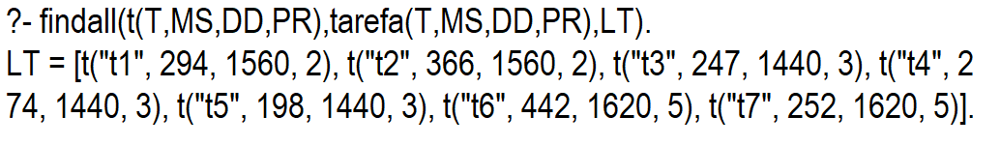 ?- findall(t(T,MS,DD,PR),tarefa(T,MS,DD,PR),LT).
LT = [t("t1", 294, 1560, 2), t("t2", 366, 1560, 2), t("t3", 247, 1440, 3), t("t4", 2
74, 1440, 3), t("t5", 198, 1440, 3), t("t6", 442, 1620, 5), t("t7", 252, 1620, 5)].